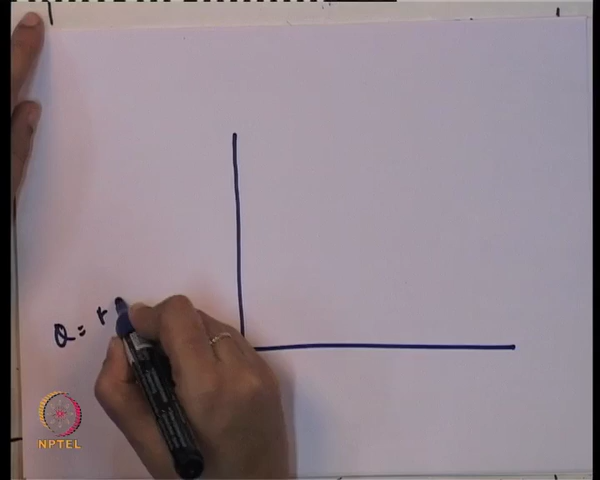 Q =
NPTEL